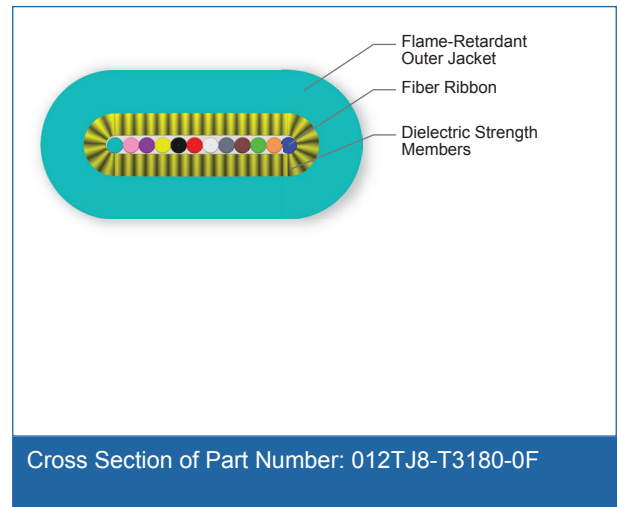 Flame-Retardant
Outer Jacket
Fiber Ribbon
Dielectric Strength
Members
Cross Section of Part Number: 012TJ8-T3180-0F